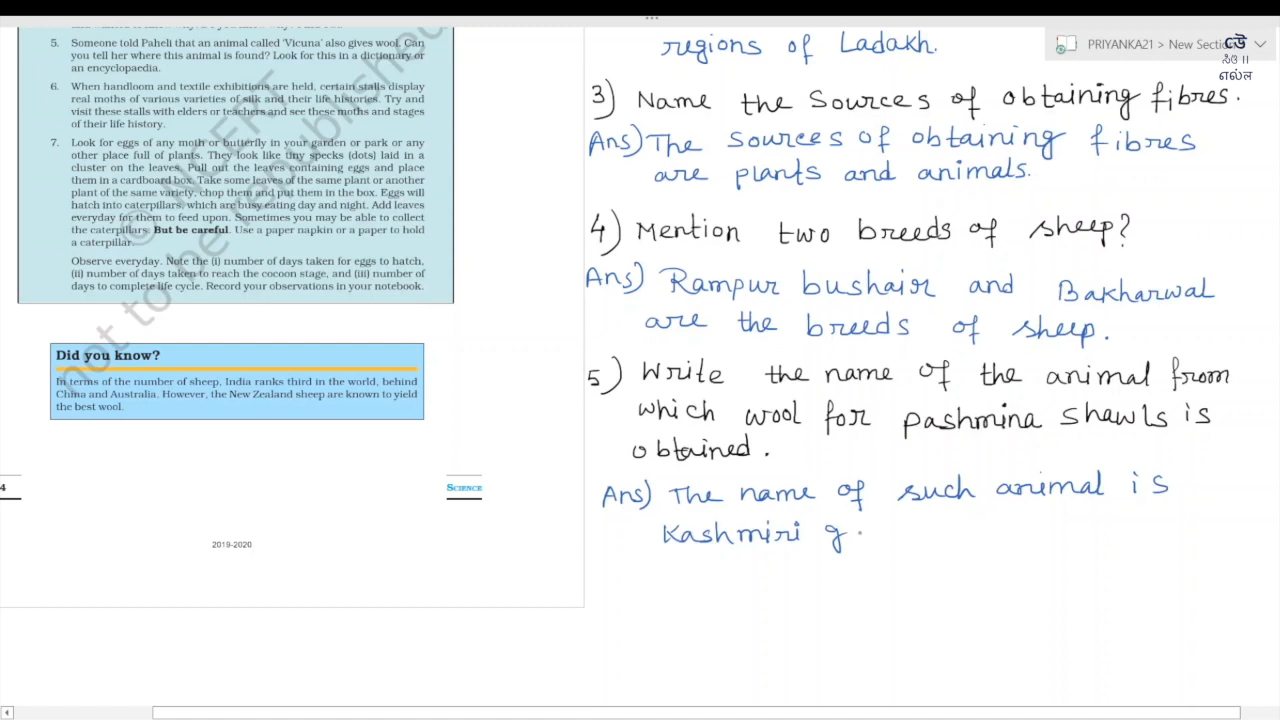 5. Someone told Paheli that an animal called 'Vicuna' also gives wool. Can
you tell her where this animal is found? Look for this in a dictionary or
an encyclopaedia.
6. When handloom and textile exhibitions are held, certain stalls display
real moths of various varieties of silk and their life histories. Try and
visit these stalls with elders or teachers and see these moths and stages
of their life history.
7. Look for eggs of any moth or butterfly in your garden or park or any
other place full of plants. They look like tiny specks (dots) laid in a
cluster on the leaves. Pull out the leaves containing eggs and place
them in a cardboard box. Take some leaves of the same plant or another
plant of the same variety, chop them and put them in the box. Eggs will
hatch into caterpillars, which are busy eating day and night. Add leaves
everyday for them to feed upon. Sometimes you may be able to collect
the caterpillars. But be careful. Use a paper napkin or a paper to hold
a caterpillar.
Observe everyday. Note the (i) number of days taken for eggs to hatch,
(ii) number of days taken to reach the cocoon stage, and (iii) number of
days to complete life cycle. Record your observations in your notebook.
© NCERT
not to be republished
Did you know?
In terms of the number of sheep, India ranks third in the world, behind
China and Australia. However, the New Zealand sheep are known to yield
the best wool.
4 SCIENCE
2019-2020
regions of Ladakh.
3) Name the Sources of obtaining fibres.
Ans) The sources of obtaining fibres
are plants and animals.
4) Mention two breeds of sheep?
Ans) Rampur bushair and Bakharwal
are the breeds of sheep.
5) Write the name of the animal from
which wool for pashmina shawls is
obtained.
Ans) The name of such animal is
Kashmiri g
PRIYANKA21 > New Section
எல்ல